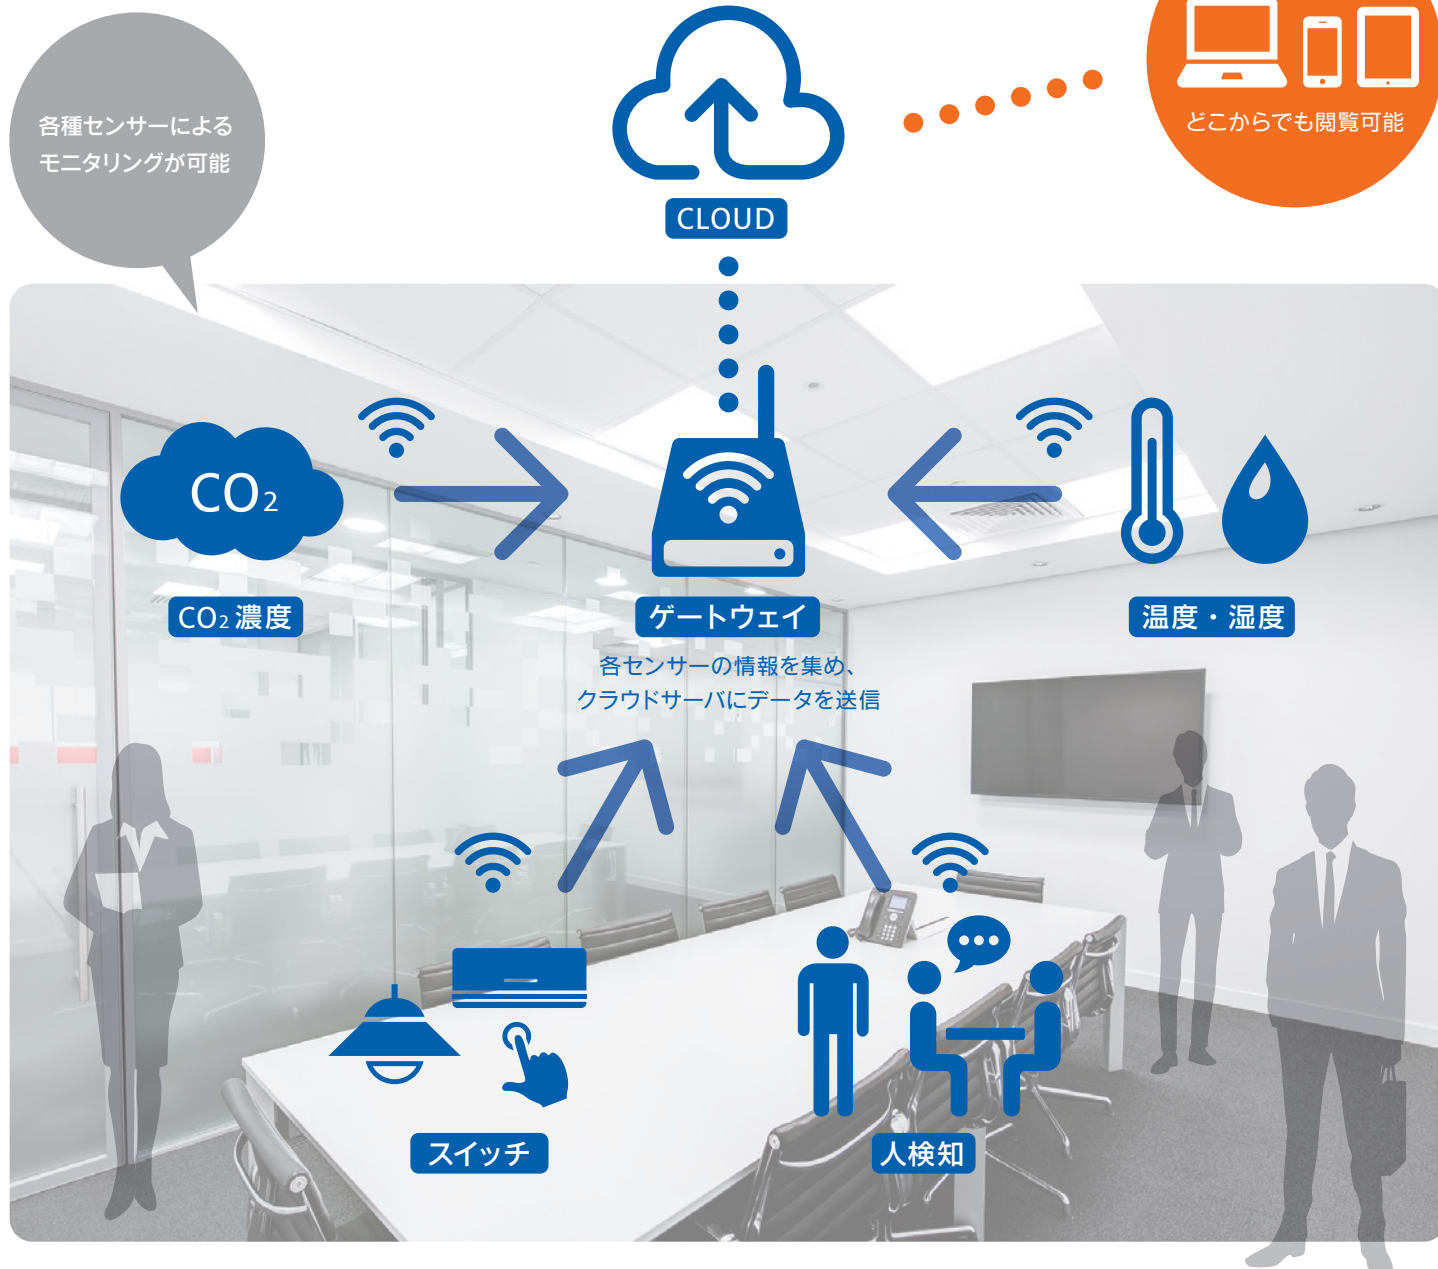 各種センサーによる
モニタリングが可能
どこからでも閲覧可能
CLOUD
CO₂
CO₂濃度
ゲートウェイ
各センサーの情報を集め、
クラウドサーバにデータを送信
温度・湿度
スイッチ
人検知